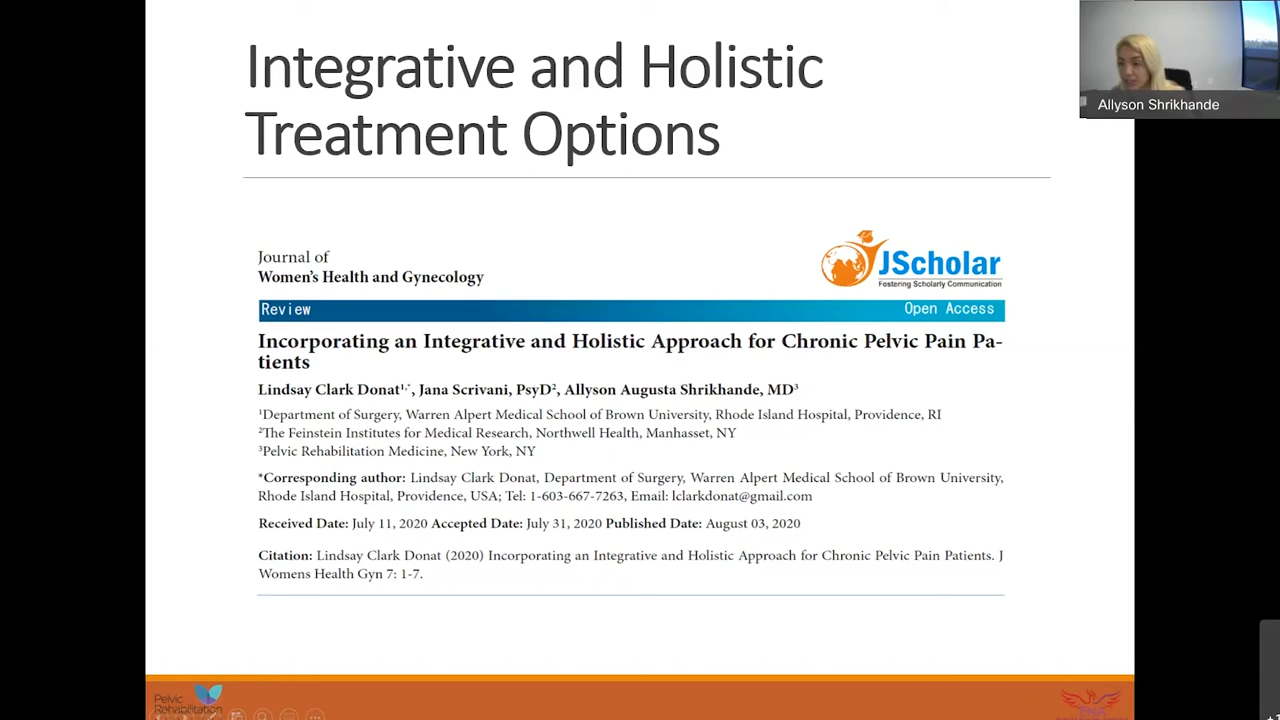 Integrative and Holistic
Treatment Options
Allyson Shrikhande
Journal of
Women's Health and Gynecology
JScholar
Fostering Scholarly Communication
Review Open Access
Incorporating an Integrative and Holistic Approach for Chronic Pelvic Pain Pa-
tients
Lindsay Clark Donat¹,*, Jana Scrivani, PsyD², Allyson Augusta Shrikhande, MD³
¹Department of Surgery, Warren Alpert Medical School of Brown University, Rhode Island Hospital, Providence, RI
²The Feinstein Institutes for Medical Research, Northwell Health, Manhasset, NY
³Pelvic Rehabilitation Medicine, New York, NY
*Corresponding author: Lindsay Clark Donat, Department of Surgery, Warren Alpert Medical School of Brown University,
Rhode Island Hospital, Providence, USA; Tel: 1-603-667-7263, Email: lclarkdonat@gmail.com
Received Date: July 11, 2020 Accepted Date: July 31, 2020 Published Date: August 03, 2020
Citation: Lindsay Clark Donat (2020) Incorporating an Integrative and Holistic Approach for Chronic Pelvic Pain Patients. J
Womens Health Gyn 7: 1-7.
Pelvic
Rehabilitation